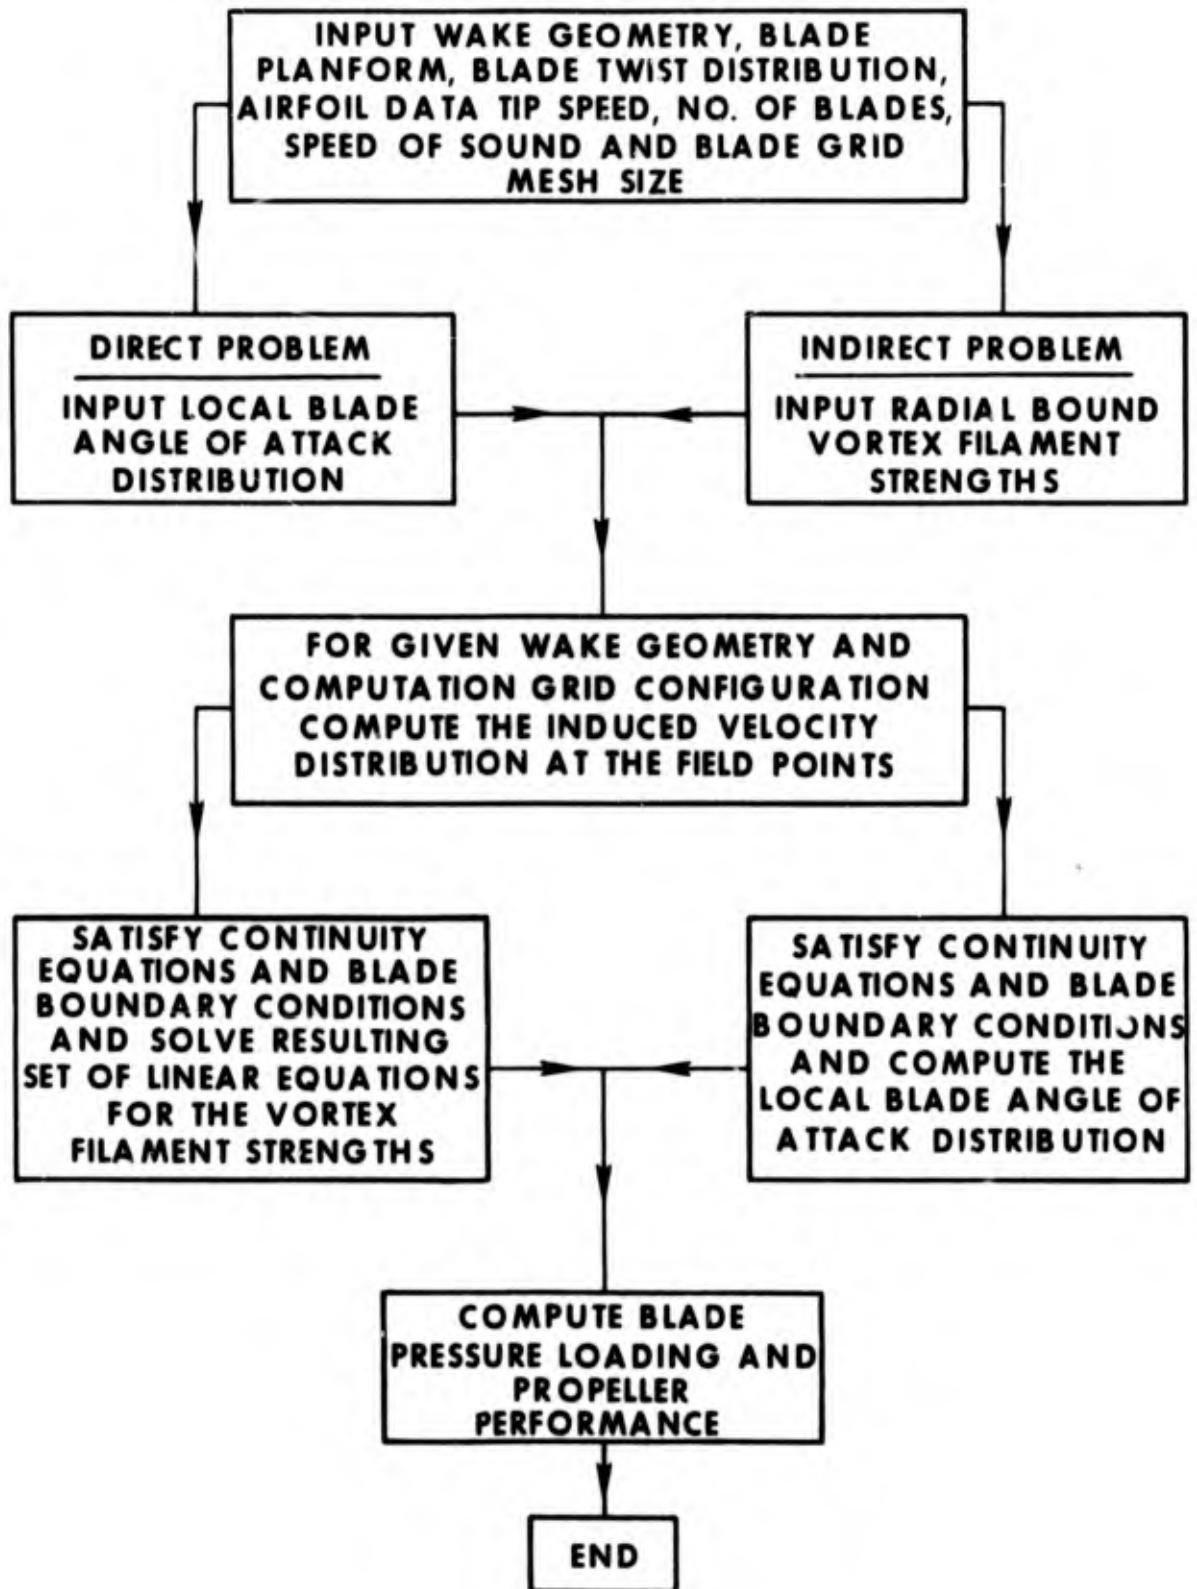 INPUT WAKE GEOMETRY, BLADE
PLANFORM, BLADE TWIST DISTRIBUTION,
AIRFOIL DATA TIP SPEED, NO. OF BLADES,
SPEED OF SOUND AND BLADE GRID
MESH SIZE
DIRECT PROBLEM
INPUT LOCAL BLADE
ANGLE OF ATTACK
DISTRIBUTION
INDIRECT PROBLEM
INPUT RADIAL BOUND
VORTEX FILAMENT
STRENGTHS
FOR GIVEN WAKE GEOMETRY AND
COMPUTATION GRID CONFIGURATION
COMPUTE THE INDUCED VELOCITY
DISTRIBUTION AT THE FIELD POINTS
SATISFY CONTINUITY
EQUATIONS AND BLADE
BOUNDARY CONDITIONS
AND SOLVE RESULTING
SET OF LINEAR EQUATIONS
FOR THE VORTEX
FILAMENT STRENGTHS
SATISFY CONTINUITY
EQUATIONS AND BLADE
BOUNDARY CONDITIONS
AND COMPUTE THE
LOCAL BLADE ANGLE OF
ATTACK DISTRIBUTION
COMPUTE BLADE
PRESSURE LOADING AND
PROPELLER
PERFORMANCE
END